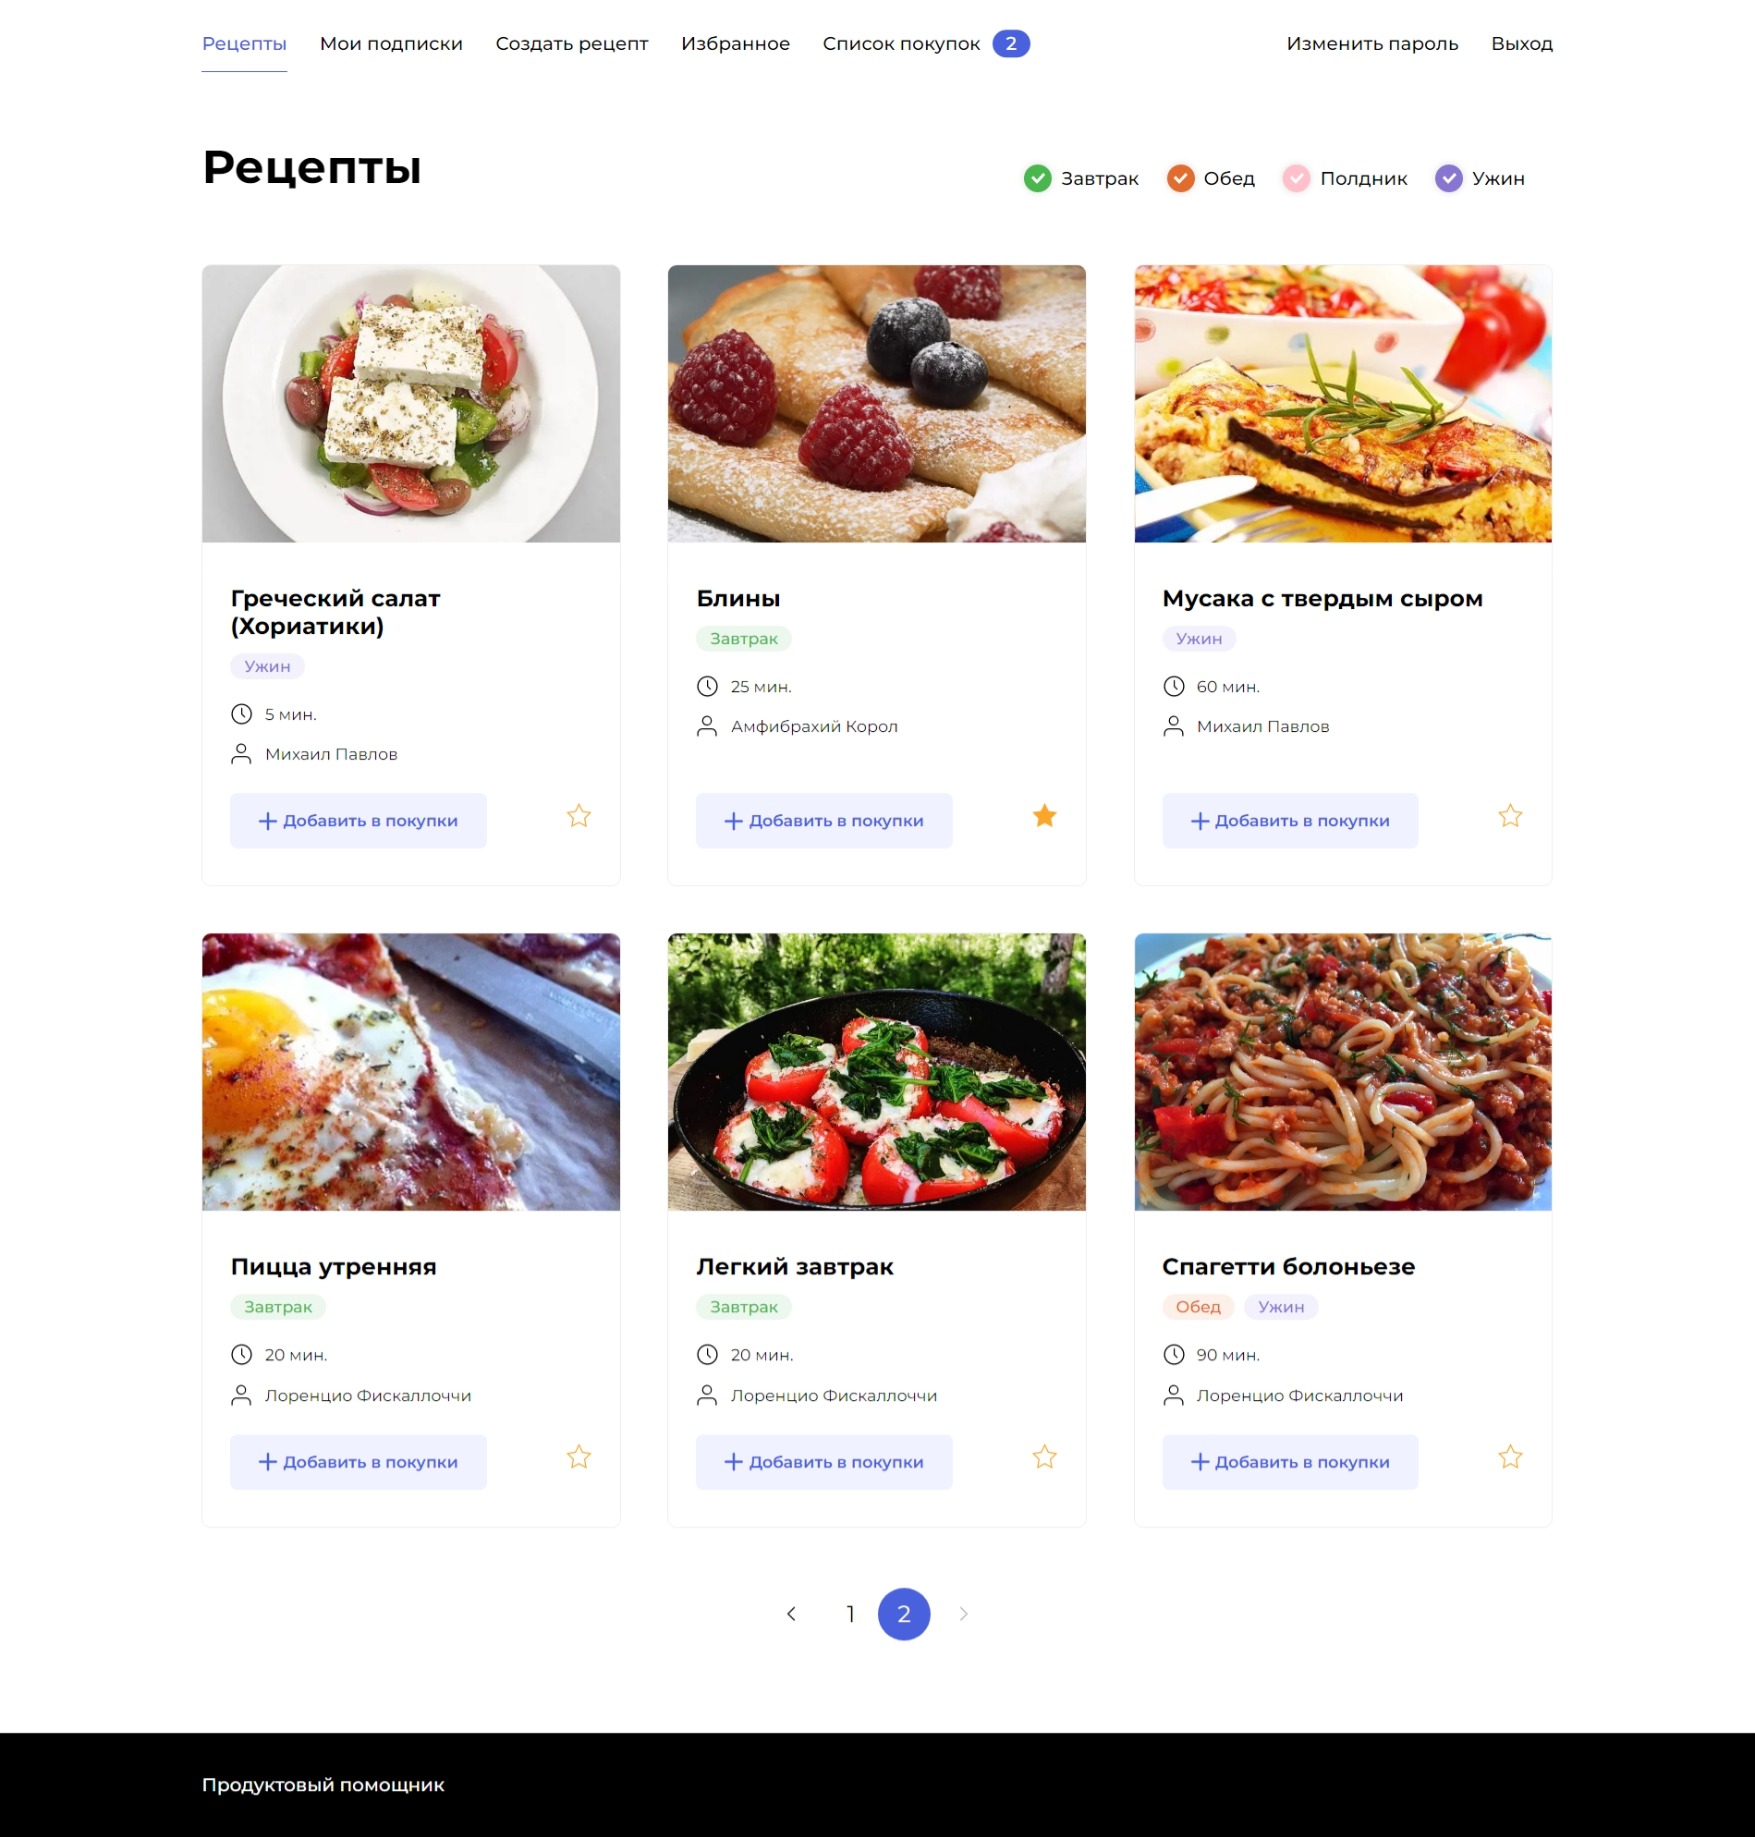 Рецепты Мои подписки Создать рецепт Избранное Список покупок 2 Изменить пароль Выход
Рецепты
Завтрак Обед Полдник Ужин
Греческий салат
(Хориатики)
Ужин
5 мин.
Михаил Павлов
Добавить в покупки
Блины
Завтрак
25 мин.
Амфибрахий Корол
Добавить в покупки
Мусака с твердым сыром
Ужин
60 мин.
Михаил Павлов
Добавить в покупки
Пицца утренняя
Завтрак
20 мин.
Лоренцио Фискаллоччи
Добавить в покупки
Легкий завтрак
Завтрак
20 мин.
Лоренцио Фискаллоччи
Добавить в покупки
Спагетти болоньезе
Обед Ужин
90 мин.
Лоренцио Фискаллоччи
Добавить в покупки
1 2
Продуктовый помощник